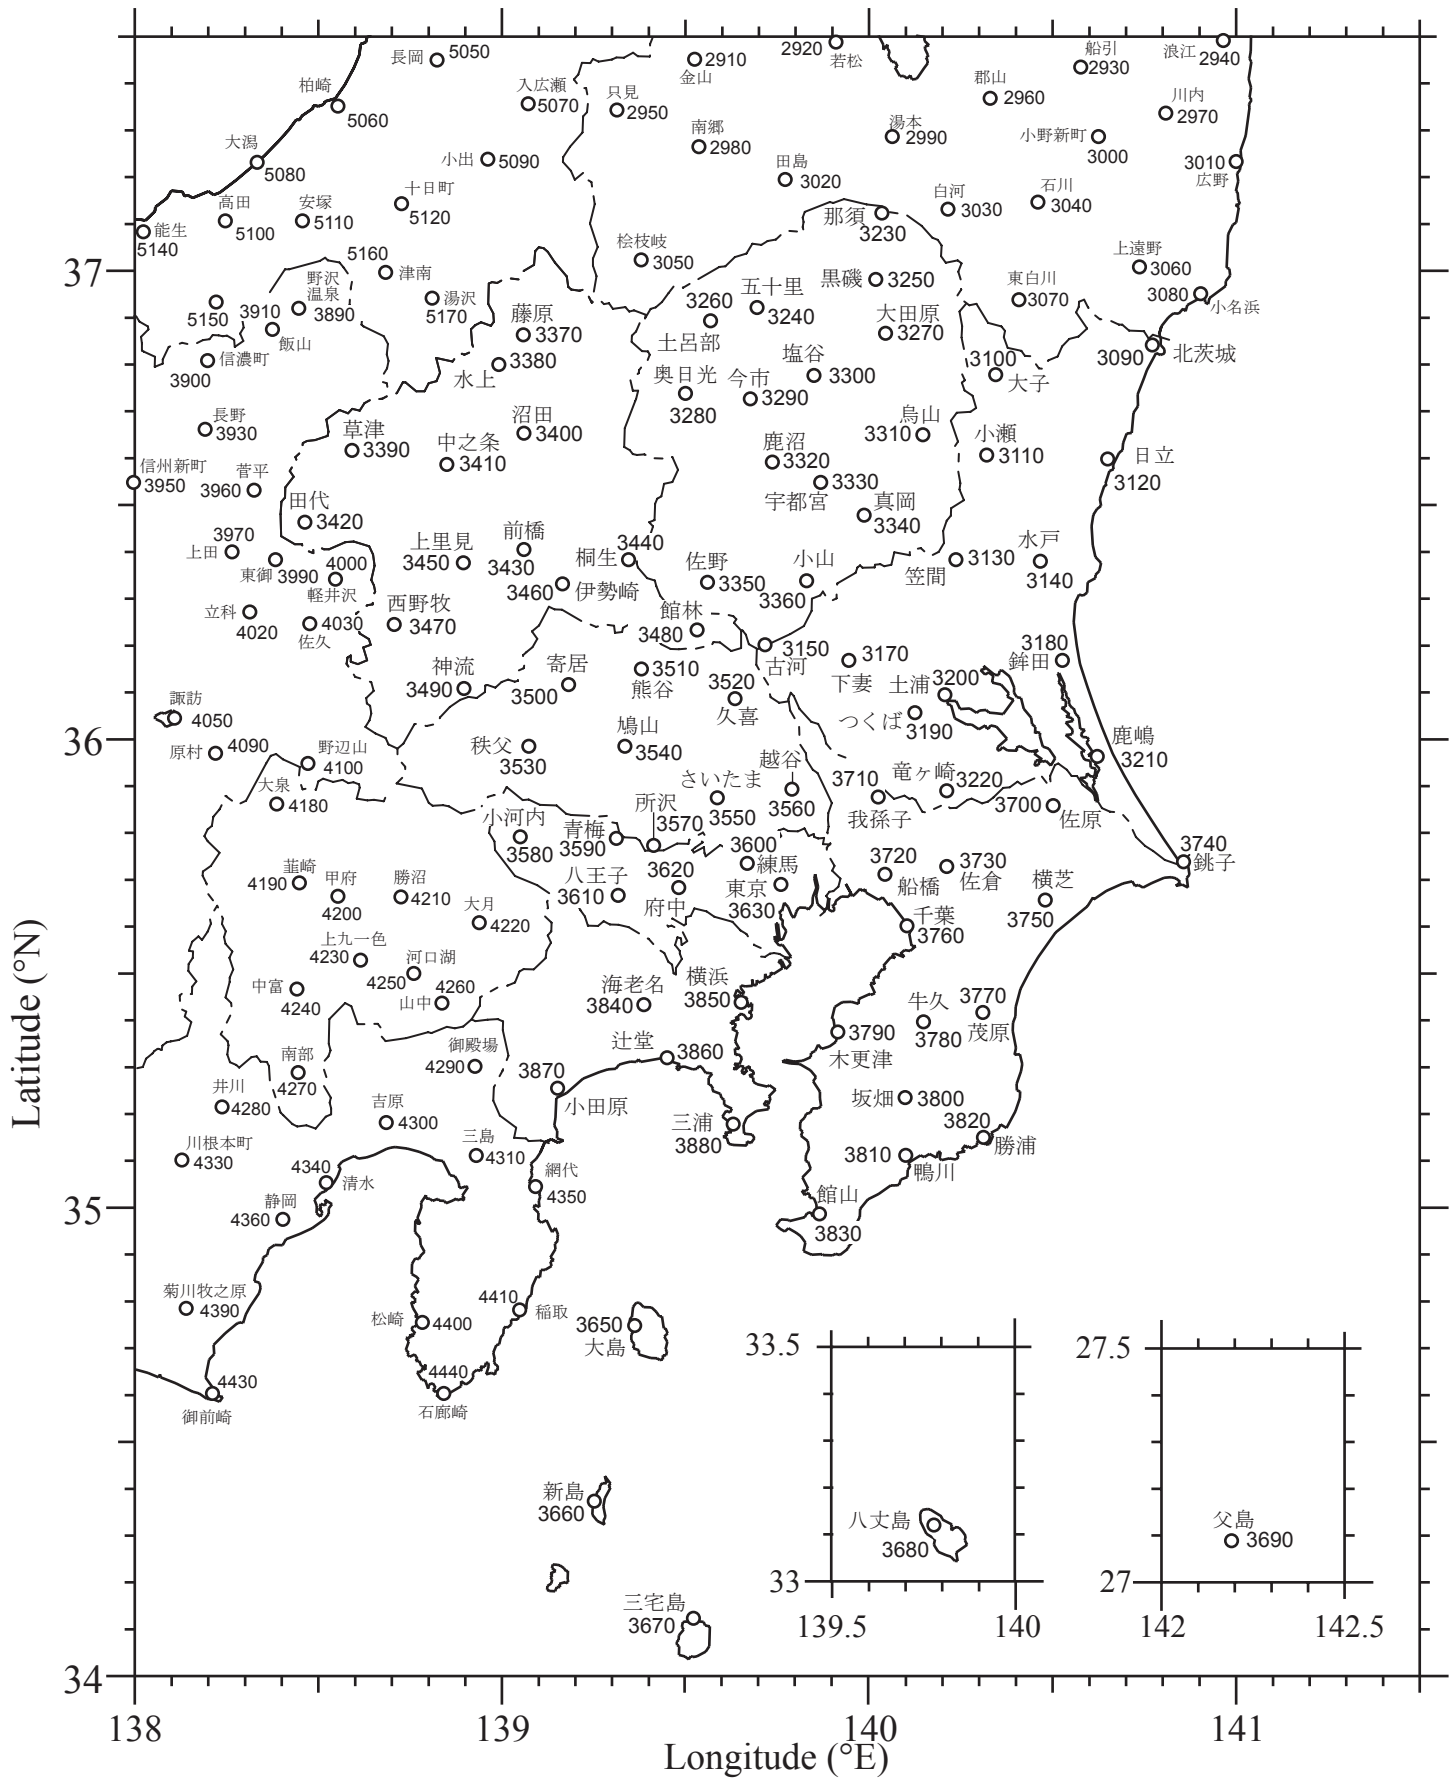 長岡
5050
2910
金山
2920
若松
船引
2930
浪江
2940
柏崎
5060
入広瀬
5070
只見
2950
郡山
2960
川内
2970
大潟
5080
小出
5090
南郷
2980
湯本
2990
小野新町
3000
3010
広野
田島
3020
高田
5100
安塚
5110
十日町
5120
白河
3030
石川
3040
能生
5140
那須
3230
37
5160
津南
桧枝岐
3050
黒磯
3250
上遠野
3060
野沢
温泉
3890
湯沢
5170
五十里
3240
3260
土呂部
東白川
3070
3080
小名浜
5150
3910
飯山
藤原
3370
大田原
3270
3090
北茨城
信濃町
3900
3380
水上
塩谷
3300
3100
大子
奥日光
3280
今市
3290
長野
3930
草津
3390
沼田
3400
中之条
3410
烏山
3310
小瀬
3110
日立
3120
信州新町
3950
菅平
3960
鹿沼
3320
3330
宇都宮
田代
3420
真岡
3340
3970
上田
東御
3990
4000
軽井沢
上里見
3450
前橋
3430
桐生
3440
3460
伊勢崎
佐野
3350
小山
3360
3130
笠間
水戸
3140
立科
4020
4030
佐久
西野牧
3470
館林
3480
3150
古河
3180
鉾田
3170
下妻
神流
3490
寄居
3500
3510
熊谷
3520
久喜
土浦
3200
つくば
3190
諏訪
4050
36
原村
4090
野辺山
4100
秩父
3530
鳩山
3540
鹿嶋
3210
大泉
4180
さいたま
3550
越谷
3560
3710
我孫子
竜ヶ崎
3220
3700
佐原
小河内
3580
青梅
3590
所沢
3570
3600
練馬
3740
銚子
韮崎
4190
甲府
4200
勝沼
4210
八王子
3610
3620
府中
東京
3630
3720
船橋
3730
佐倉
横芝
3750
大月
4220
千葉
3760
上九一色
4230
河口湖
4250
中富
4240
4260
山中
海老名
3840
横浜
3850
牛久
3780
3770
茂原
3790
木更津
辻堂
3860
御殿場
4290
南部
4270
3870
小田原
井川
4280
吉原
4300
坂畑
3800
三浦
3880
3820
勝浦
川根本町
4330
三島
4310
3810
鴨川
4340
清水
網代
4350
静岡
4360
館山
3830
35
菊川牧之原
4390
4410
稲取
松崎
4400
3650
大島
4430
御前崎
4440
石廊崎
新島
3660
三宅島
3670
33.5
八丈島
3680
33
139.5
140
27.5
父島
3690
27
142
142.5
34
138
139
140
141
Latitude (°N)
Longitude (°E)